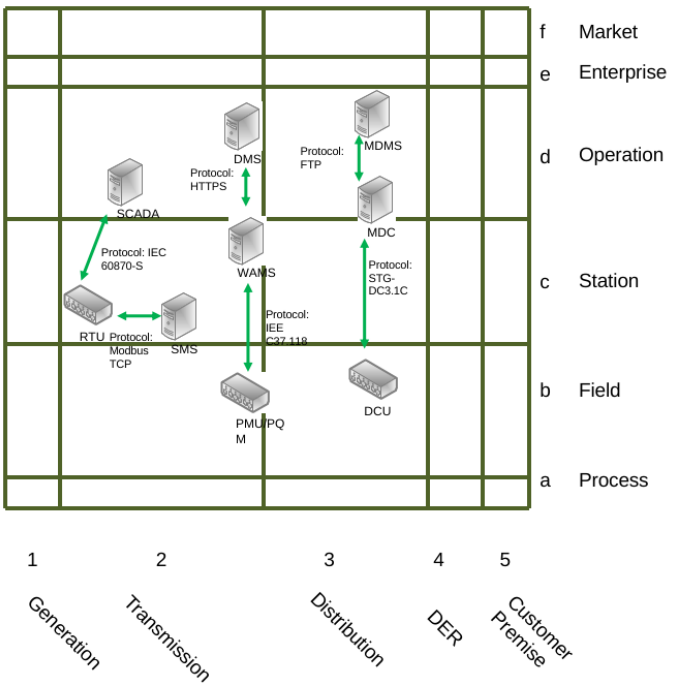 f Market
e Enterprise
d Operation
c Station
b Field
a Process
DMS
MDMS
Protocol:
HTTPS
Protocol:
FTP
SCADA
MDC
Protocol: IEC
60870-S
WAMS
Protocol:
STG-
DC3.1C
RTU
Protocol:
Modbus
TCP
SMS
Protocol:
IEE
C37.118
PMU/PQ
M
DCU
1 2 3 4 5
Generation
Transmission
Distribution
DER
Customer
Premise